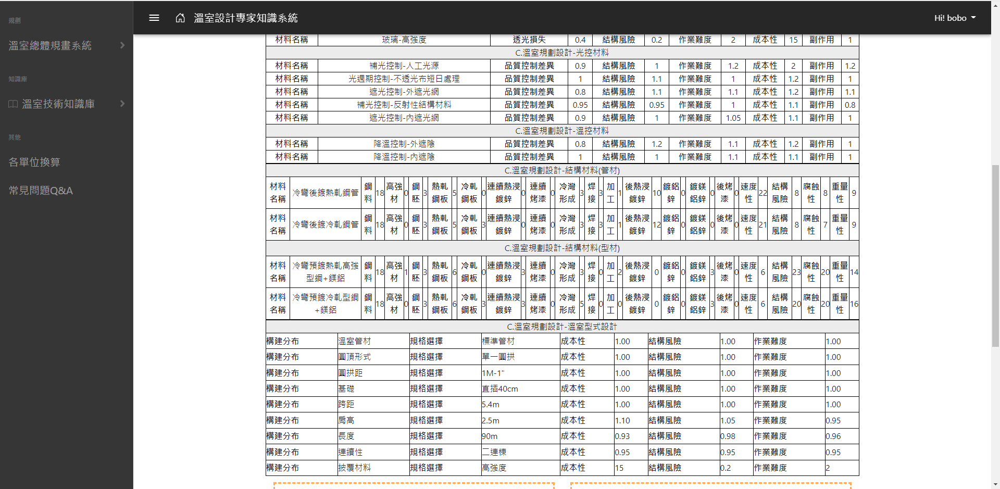 規劃
溫室總體規畫系統
知識庫
溫室技術知識庫
其他
各單位換算
常見問題Q&A
溫室設計專家知識系統
Hi! bobo
材料名稱 玻璃-高強度 透光損失 0.4 結構風險 0.2 作業難度 2 成本性 15 副作用 1
C.溫室規劃設計-光控材料
材料名稱 補光控制-人工光源 品質控制差異 0.9 結構風險 1 作業難度 1.2 成本性 2 副作用 1.2
材料名稱 光週期控制-不透光布短日處理 品質控制差異 1 結構風險 1.1 作業難度 1 成本性 1.2 副作用 1
材料名稱 遮光控制-外遮光網 品質控制差異 0.8 結構風險 1.1 作業難度 1.1 成本性 1.2 副作用 1.1
材料名稱 補光控制-反射性結構材料 品質控制差異 0.95 結構風險 0.95 作業難度 1 成本性 1.1 副作用 0.8
材料名稱 遮光控制-內遮光網 品質控制差異 0.9 結構風險 1 作業難度 1.05 成本性 1.1 副作用 1
C.溫室規劃設計-溫控材料
材料名稱 降溫控制-外遮陰 品質控制差異 0.8 結構風險 1.2 作業難度 1.1 成本性 1.2 副作用 1
材料名稱 降溫控制-內遮陰 品質控制差異 1 結構風險 1 作業難度 1.1 成本性 1.1 副作用 1
C.溫室規劃設計-結構材料(管材)
材料名稱 冷彎後鍍熱軋鋼管 鋼料 18 高強材 0 鋼胚 3 熱軋鋼板 5 冷軋鋼板 0 連續熱浸鍍鋅 0 連續烤漆 0 冷灣形成 3 焊接 3 加工 1 後熱浸鍍鋅 10 鍍鋁鋅 0 鍍鎂鋁鋅 0 後烤漆 0 速度性 22 結構風險 8 腐蝕性 8 重量性 9
材料名稱 冷彎後鍍冷軋鋼管 鋼料 18 高強材 0 鋼胚 3 熱軋鋼板 5 冷軋鋼板 3 連續熱浸鍍鋅 0 連續烤漆 0 冷灣形成 3 焊接 3 加工 1 後熱浸鍍鋅 12 鍍鋁鋅 0 鍍鎂鋁鋅 0 後烤漆 0 速度性 21 結構風險 8 腐蝕性 7 重量性 9
C.溫室規劃設計-結構材料(型材)
材料名稱 冷彎預鍍熱軋高強型鋼+鎂鋁 鋼料 18 高強材 1 鋼胚 3 熱軋鋼板 6 冷軋鋼板 0 連續熱浸鍍鋅 3 連續烤漆 0 冷灣形成 3 焊接 0 加工 2 後熱浸鍍鋅 0 鍍鋁鋅 0 鍍鎂鋁鋅 3 後烤漆 0 速度性 6 結構風險 23 腐蝕性 20 重量性 14
材料名稱 冷彎預鍍冷軋型鋼+鎂鋁 鋼料 18 高強材 0 鋼胚 3 熱軋鋼板 6 冷軋鋼板 3 連續熱浸鍍鋅 3 連續烤漆 0 冷灣形成 5 焊接 0 加工 0 後熱浸鍍鋅 0 鍍鋁鋅 0 鍍鎂鋁鋅 3 後烤漆 0 速度性 6 結構風險 20 腐蝕性 20 重量性 16
C.溫室規劃設計-溫室型式設計
構建分布 溫室管材 規格選擇 標準管材 成本性 1.00 結構風險 1.00 作業難度 1.00
構建分布 圓頂形式 規格選擇 單一圓拱 成本性 1.00 結構風險 1.00 作業難度 1.00
構建分布 圓拱距 規格選擇 1M-1" 成本性 1.00 結構風險 1.00 作業難度 1.00
構建分布 基礎 規格選擇 直插40cm 成本性 1.00 結構風險 1.00 作業難度 1.00
構建分布 跨距 規格選擇 5.4m 成本性 1.00 結構風險 1.00 作業難度 1.00
構建分布 肩高 規格選擇 2.5m 成本性 1.10 結構風險 1.05 作業難度 0.95
構建分布 長度 規格選擇 90m 成本性 0.93 結構風險 0.98 作業難度 0.96
構建分布 連續性 規格選擇 二連棟 成本性 0.95 結構風險 0.95 作業難度 0.95
構建分布 披覆材料 規格選擇 高強度 成本性 15 結構風險 0.2 作業難度 2